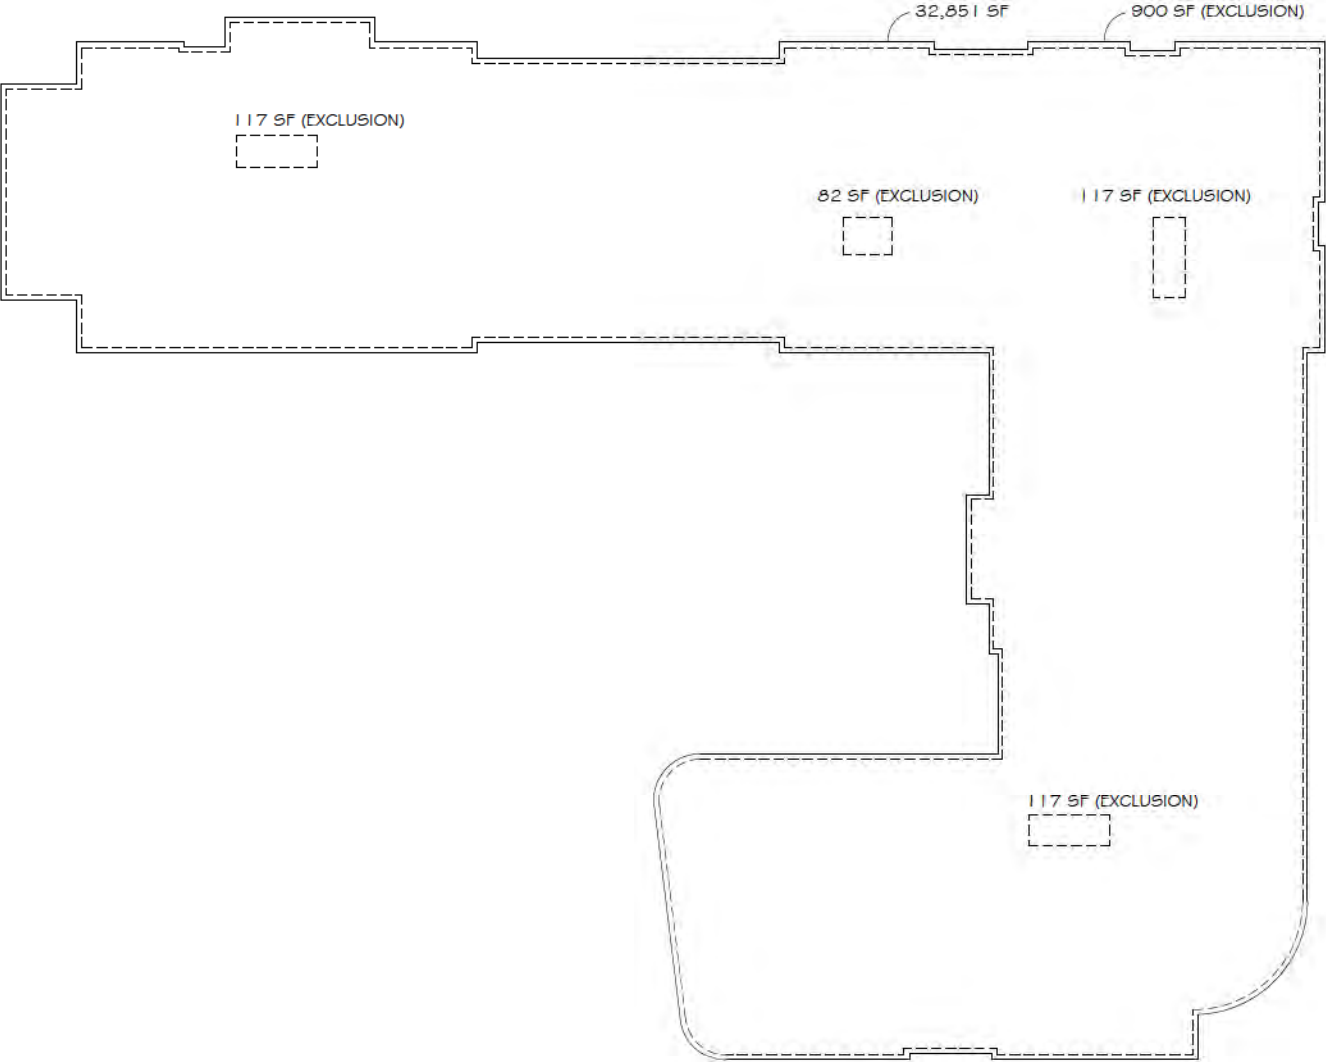 32,851 SF
900 SF (EXCLUSION)
117 SF (EXCLUSION)
82 SF (EXCLUSION)
117 SF (EXCLUSION)
117 SF (EXCLUSION)